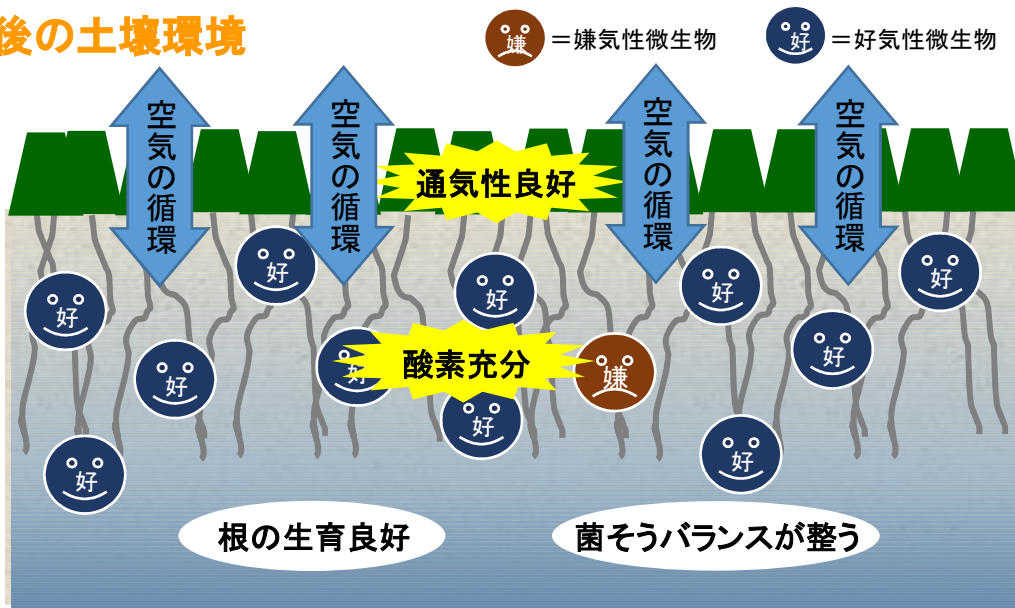 後の土壌環境
嫌
＝嫌気性微生物
好
＝好気性微生物
空気の循環
空気の循環
空気の循環
空気の循環
通気性良好
好
好
好
好
好
好
酸素充分
好
好
嫌
好
好
好
好
根の生育良好
菌そうバランスが整う